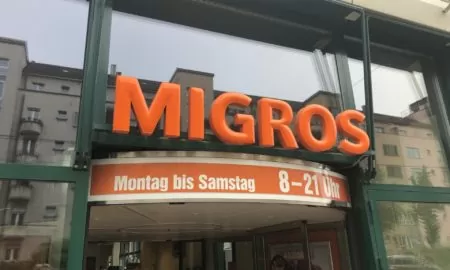 MIGROS
Montag bis Samstag 8–21 Uhr